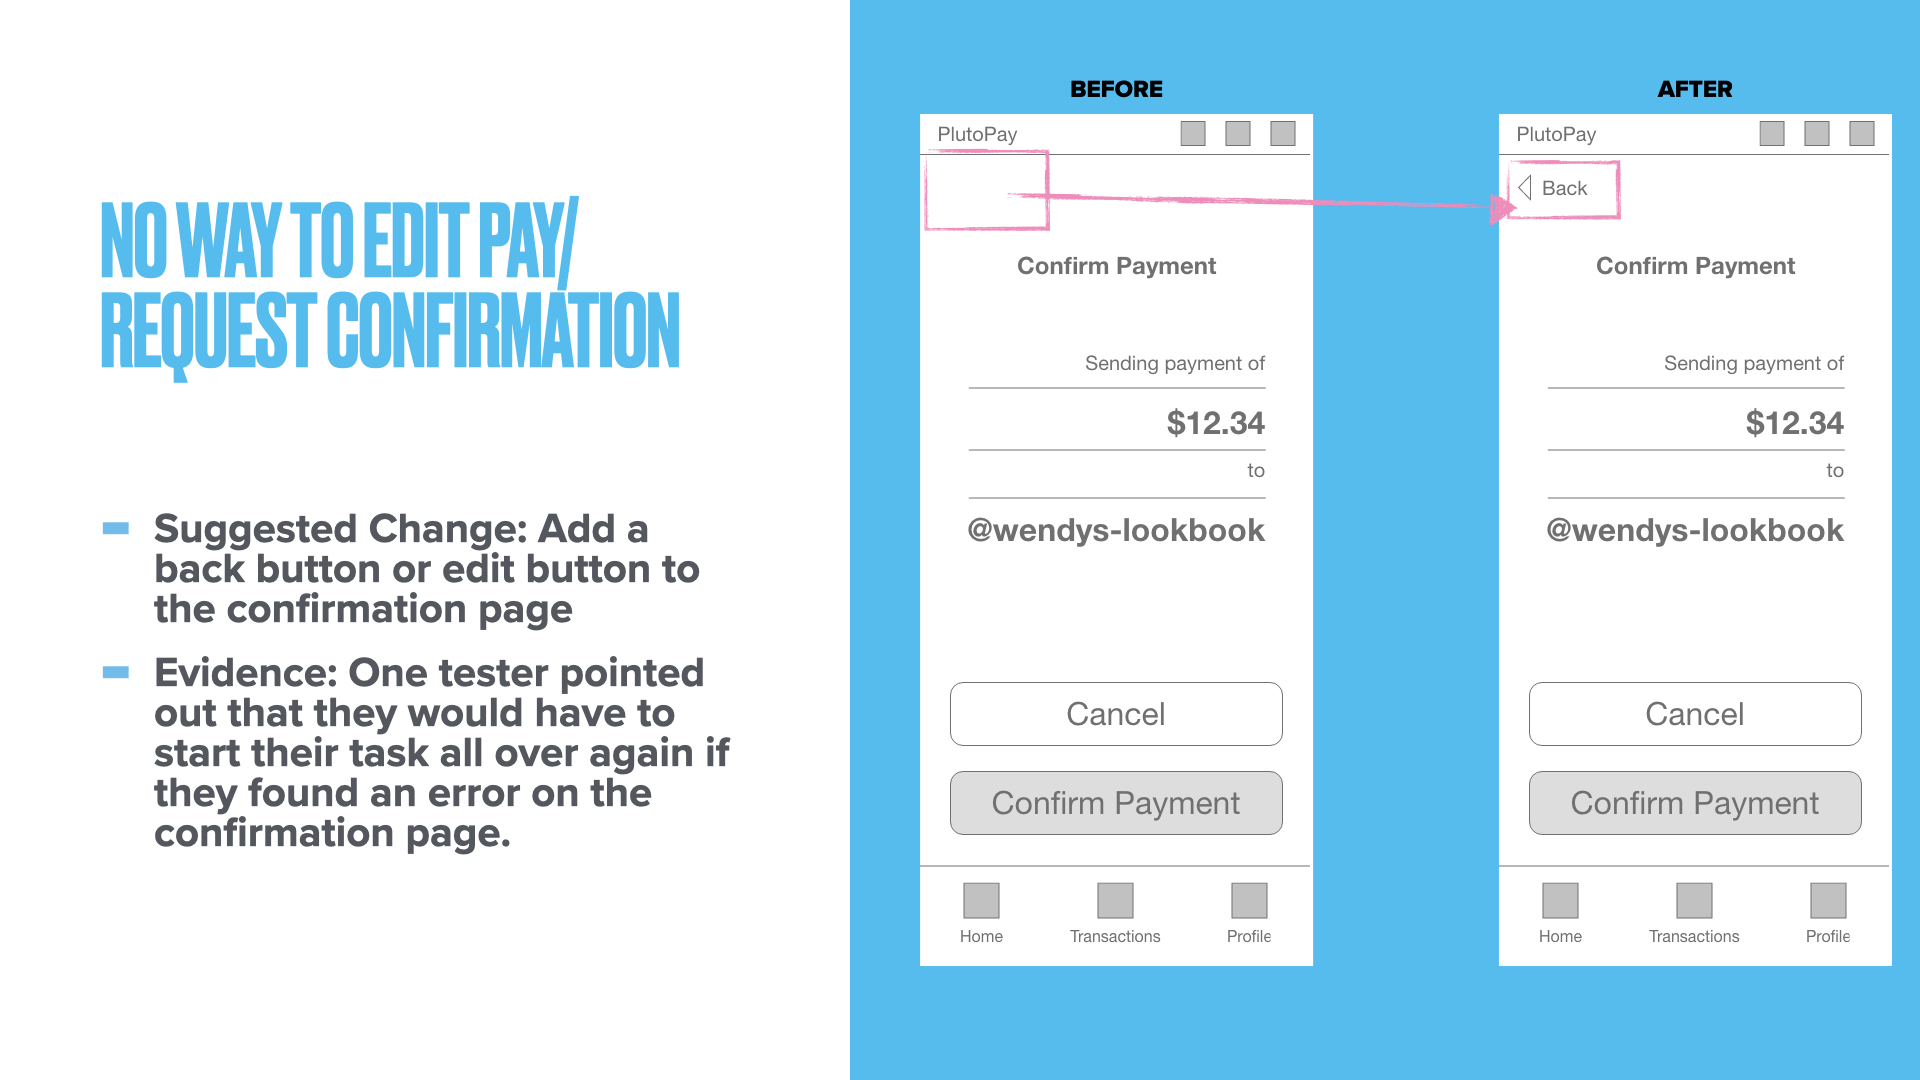 NO WAY TO EDIT PAY/
REQUEST CONFIRMATION
Suggested Change: Add a
back button or edit button to
the confirmation page
Evidence: One tester pointed
out that they would have to
start their task all over again if
they found an error on the
confirmation page.
BEFORE
PlutoPay
Confirm Payment
Sending payment of
$12.34
to
@wendys-lookbook
Cancel
Confirm Payment
Home
Transactions
Profile
AFTER
PlutoPay
Back
Confirm Payment
Sending payment of
$12.34
to
@wendys-lookbook
Cancel
Confirm Payment
Home
Transactions
Profile